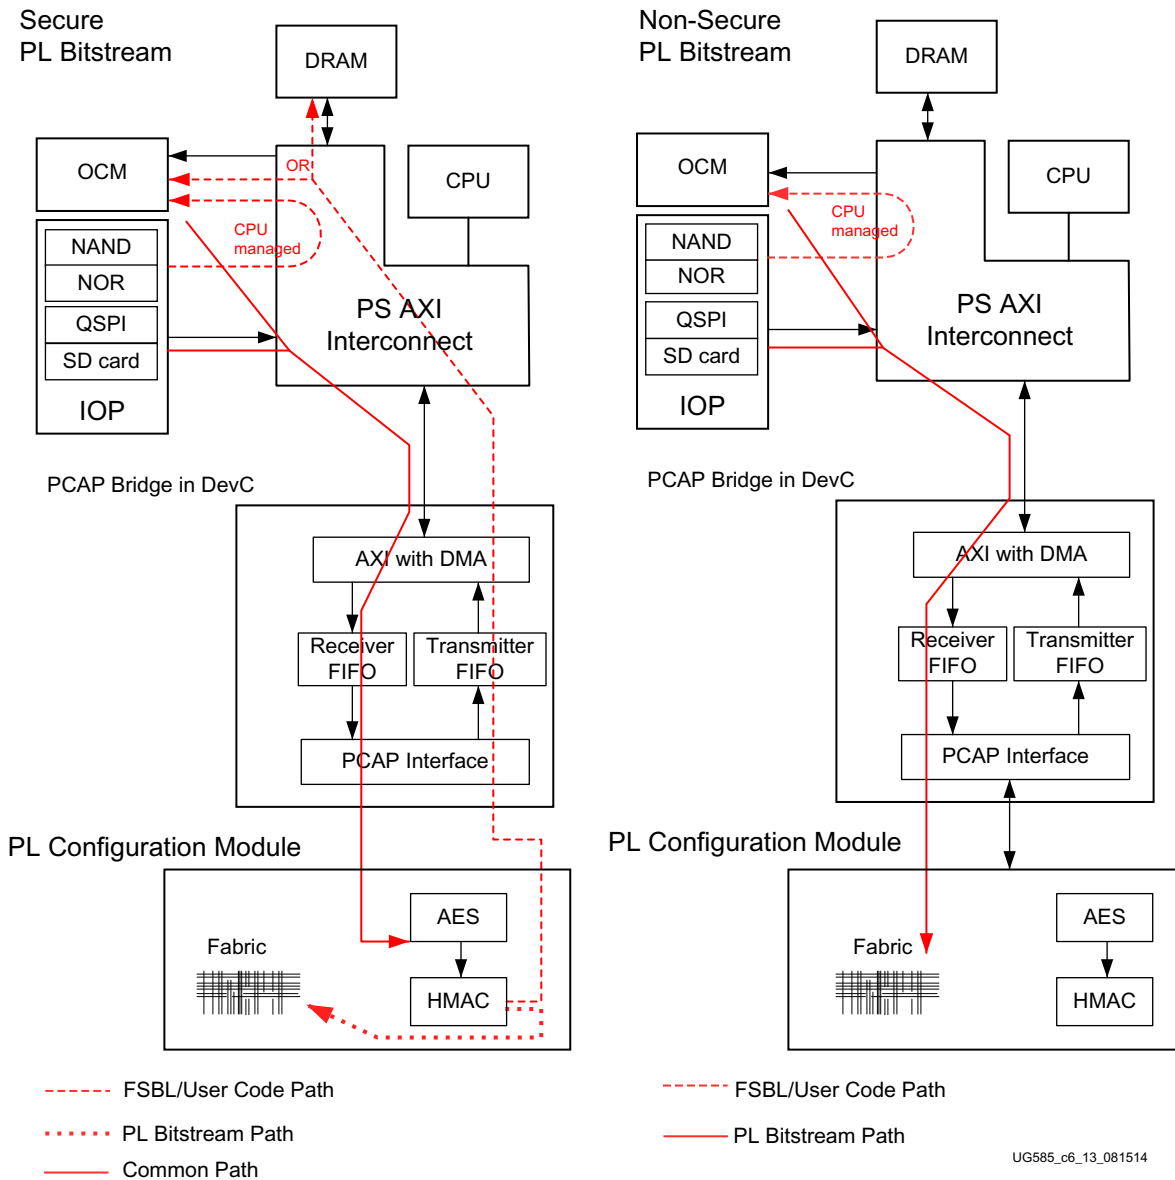 Secure
PL Bitstream
DRAM
OCM
OR
CPU
CPU
managed
NAND
NOR
QSPI
SD card
IOP
PS AXI
Interconnect
PCAP Bridge in DevC
AXI with DMA
Receiver
FIFO
Transmitter
FIFO
PCAP Interface
PL Configuration Module
AES
Fabric
HMAC
FSBL/User Code Path
PL Bitstream Path
Common Path
Non-Secure
PL Bitstream
DRAM
OCM
CPU
CPU
managed
NAND
NOR
QSPI
SD card
IOP
PS AXI
Interconnect
PCAP Bridge in DevC
AXI with DMA
Receiver
FIFO
Transmitter
FIFO
PCAP Interface
PL Configuration Module
AES
Fabric
HMAC
FSBL/User Code Path
PL Bitstream Path
UG585_c6_13_081514